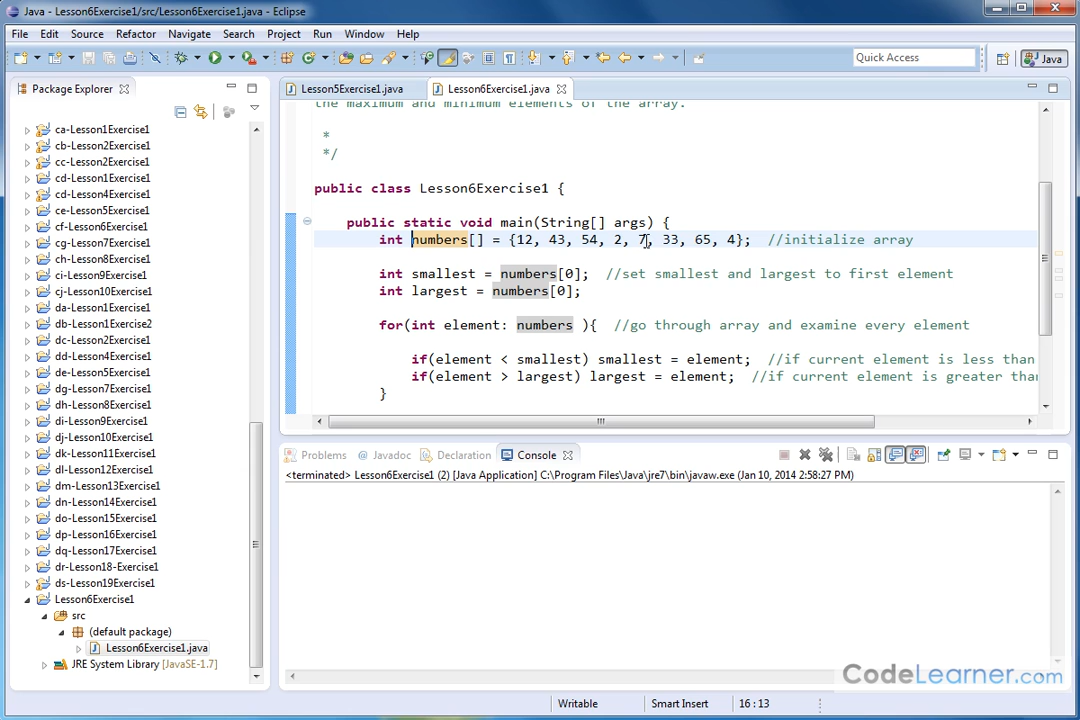 Java - Lesson6Exercise1/src/Lesson6Exercise1.java - Eclipse
File Edit Source Refactor Navigate Search Project Run Window Help
Quick Access
Java
Package Explorer
ca-Lesson1Exercise1
cb-Lesson2Exercise1
cc-Lesson2Exercise1
cd-Lesson1Exercise1
cd-Lesson4Exercise1
ce-Lesson5Exercise1
cf-Lesson6Exercise1
cg-Lesson7Exercise1
ch-Lesson8Exercise1
ci-Lesson9Exercise1
cj-Lesson10Exercise1
da-Lesson1Exercise1
db-Lesson1Exercise2
dc-Lesson2Exercise1
dd-Lesson4Exercise1
de-Lesson5Exercise1
dg-Lesson7Exercise1
dh-Lesson8Exercise1
di-Lesson9Exercise1
dj-Lesson10Exercise1
dk-Lesson11Exercise1
dl-Lesson12Exercise1
dm-Lesson13Exercise1
dn-Lesson14Exercise1
do-Lesson15Exercise1
dp-Lesson16Exercise1
dq-Lesson17Exercise1
dr-Lesson18-Exercise1
ds-Lesson19Exercise1
Lesson6Exercise1
src
(default package)
Lesson6Exercise1.java
JRE System Library [JavaSE-1.7]
Lesson5Exercise1.java Lesson6Exercise1.java
the maximum and minimum elements of the array.
*
*/
public class Lesson6Exercise1 {
public static void main(String[] args) {
int numbers[] = {12, 43, 54, 2, 7, 33, 65, 4}; //initialize array
int smallest = numbers[0]; //set smallest and largest to first element
int largest = numbers[0];
for(int element: numbers ){ //go through array and examine every element
if(element < smallest) smallest = element; //if current element is less than
if(element > largest) largest = element; //if current element is greater tha
}
Problems Javadoc Declaration Console
<terminated> Lesson6Exercise1 (2) [Java Application] C:\Program Files\Java\jre7\bin\javaw.exe (Jan 10, 2014 2:58:27 PM)
CodeLearner.com
Writable Smart Insert 16:13